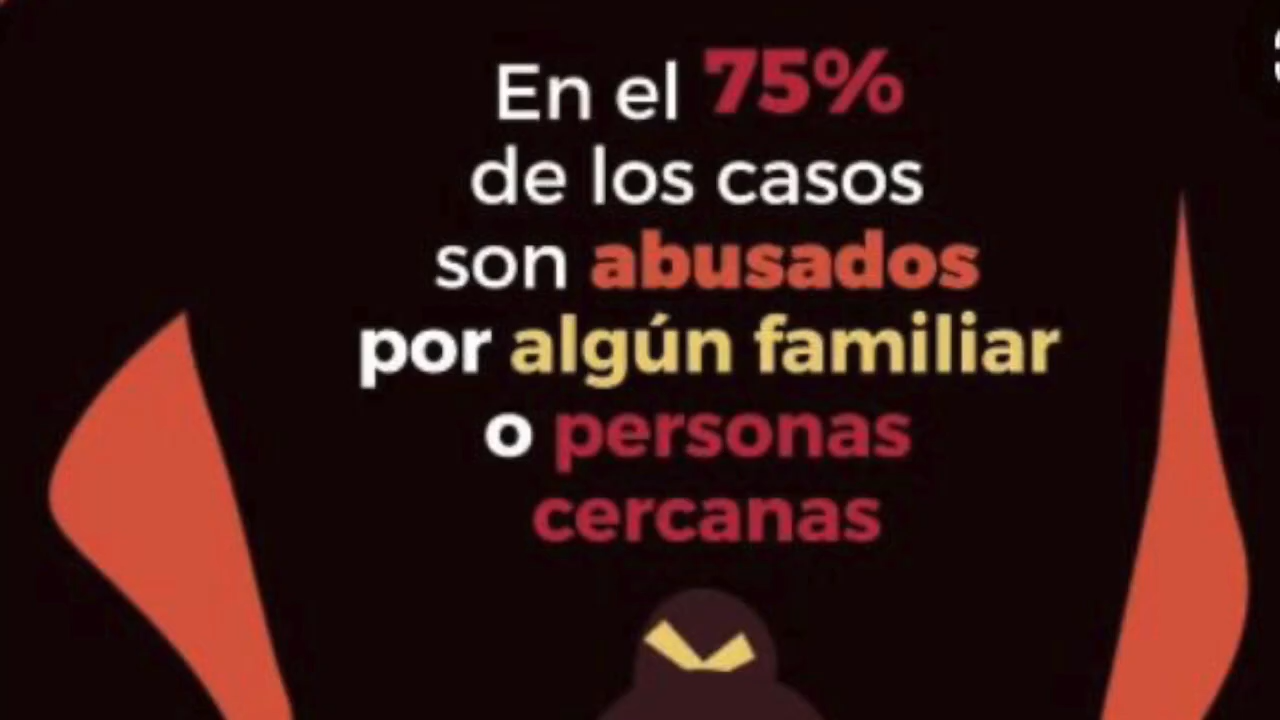 En el 75%
de los casos
son abusados
por algún familiar
o personas
cercanas